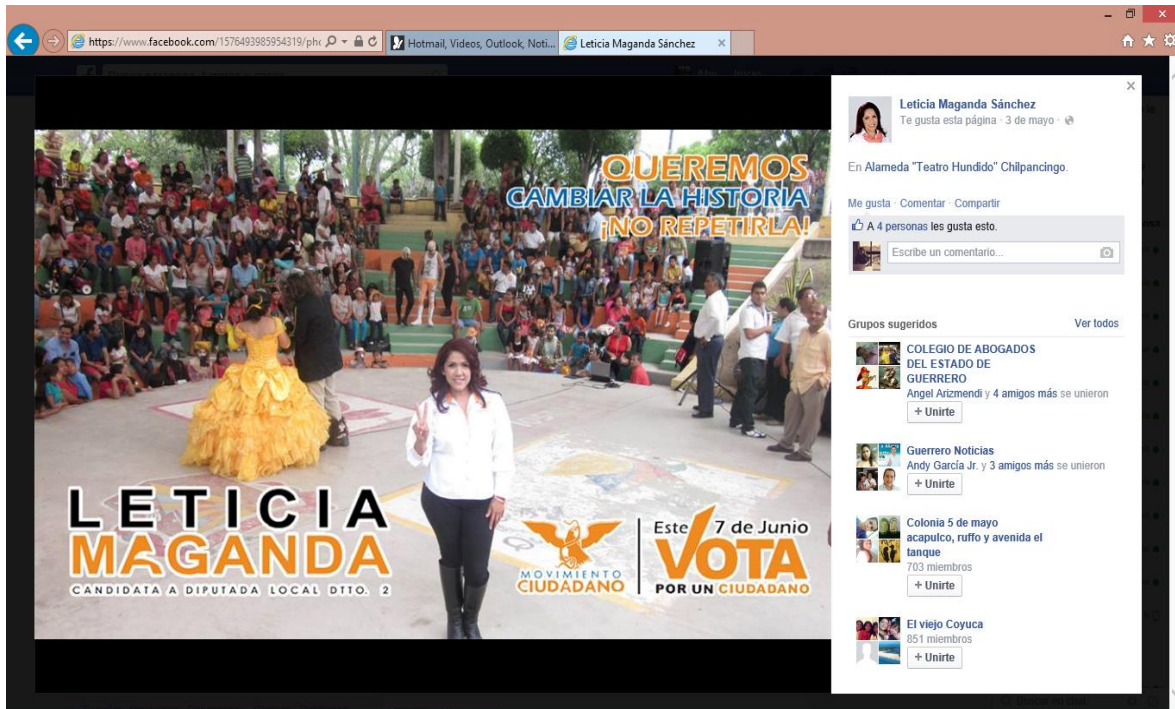 https://www.facebook.com/1576493985954319/phc
Hotmail, Videos, Outlook, Noti...
Leticia Maganda Sánchez
QUEREMOS
CAMBIAR LA HISTORIA
¡NO REPETIRLA!
LETICIA
MAGANDA
CANDIDATA A DIPUTADA LOCAL DTTO. 2
MOVIMIENTO
CIUDADANO
Este 7 de Junio
VOTA
POR UN CIUDADANO
Leticia Maganda Sánchez
Te gusta esta página · 3 de mayo ·
En Alameda "Teatro Hundido" Chilpancingo.
Me gusta · Comentar · Compartir
A 4 personas les gusta esto.
Escribe un comentario...
Grupos sugeridos
Ver todos
COLEGIO DE ABOGADOS
DEL ESTADO DE
GUERRERO
Angel Arizmendi y 4 amigos más se unieron
+ Unirte
Guerrero Noticias
Andy García Jr. y 3 amigos más se unieron
+ Unirte
Colonia 5 de mayo
acapulco, ruffo y avenida el
tanque
703 miembros
+ Unirte
El viejo Coyuca
851 miembros
+ Unirte